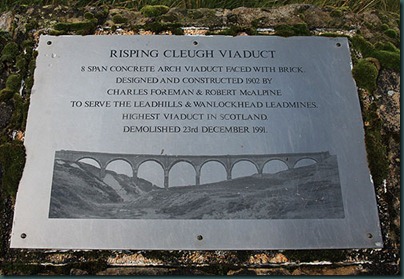 RISPING CLEUGH VIADUCT
8 SPAN CONCRETE ARCH VIADUCT FACED WITH BRICK.
DESIGNED AND CONSTRUCTED 1902 BY
CHARLES FOREMAN & ROBERT McALPINE
TO SERVE THE LEADHILLS & WANLOCKHEAD LEADMINES.
HIGHEST VIADUCT IN SCOTLAND.
DEMOLISHED 23rd DECEMBER 1991.